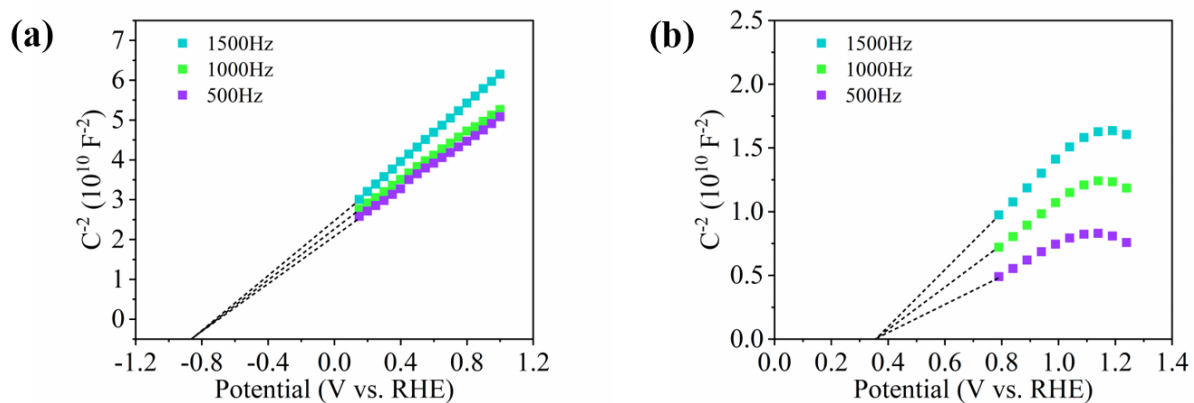 (a)
C⁻² (10¹⁰ F⁻²)
7
6
5
4
3
2
1
0
1500Hz
1000Hz
500Hz
-1.2 -0.8 -0.4 0.0 0.4 0.8 1.2
Potential (V vs. RHE)
(b)
C⁻² (10¹⁰ F⁻²)
2.5
2.0
1.5
1.0
0.5
0.0
1500Hz
1000Hz
500Hz
0.0 0.2 0.4 0.6 0.8 1.0 1.2 1.4
Potential (V vs. RHE)